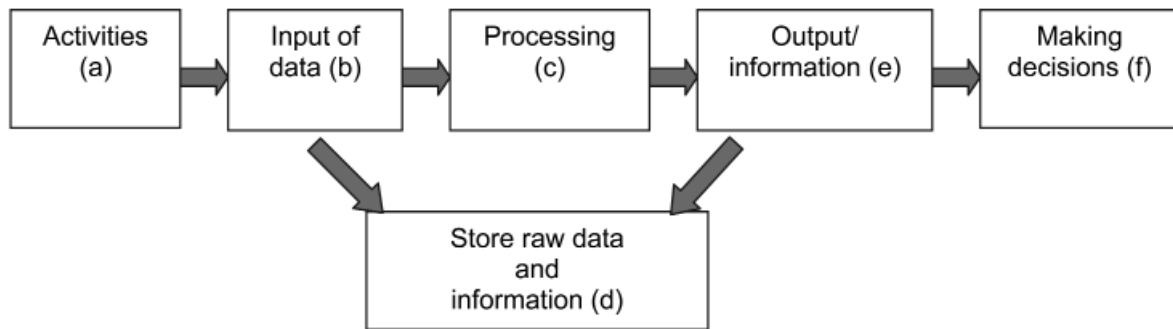 Activities
(a)
Input of
data (b)
Processing
(c)
Output/
information (e)
Making
decisions (f)
Store raw data
and
information (d)